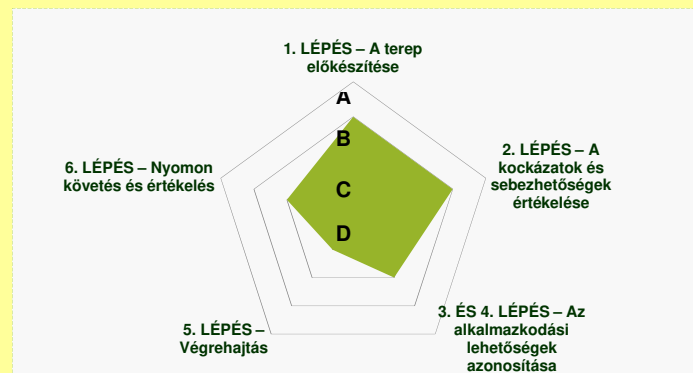 1. LÉPÉS – A terep
előkészítése
A
B
C
D
2. LÉPÉS – A
kockázatok és
sebezhetőségek
értékelése
3. ÉS 4. LÉPÉS – Az
alkalmazkodási
lehetőségek
azonosítása
5. LÉPÉS –
Végrehajtás
6. LÉPÉS – Nyomon
követés és értékelés